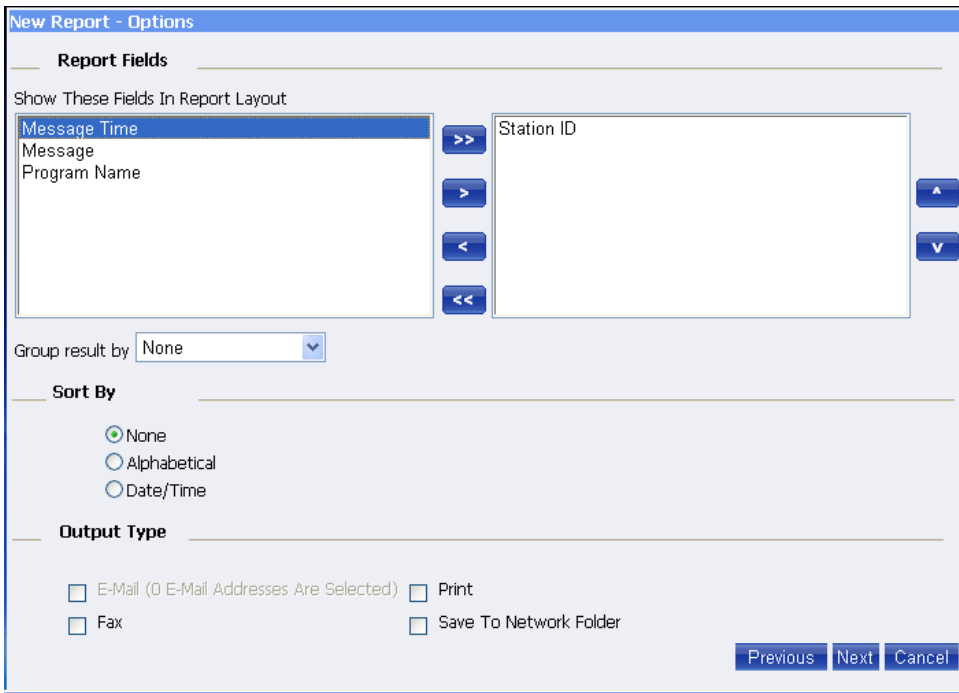 New Report - Options
Report Fields
Show These Fields In Report Layout
Message Time
Message
Program Name
>>
>
<
<<
Station ID
^
v
Group result by None
Sort By
None
Alphabetical
Date/Time
Output Type
E-Mail (0 E-Mail Addresses Are Selected) Print
Fax Save To Network Folder
Previous Next Cancel